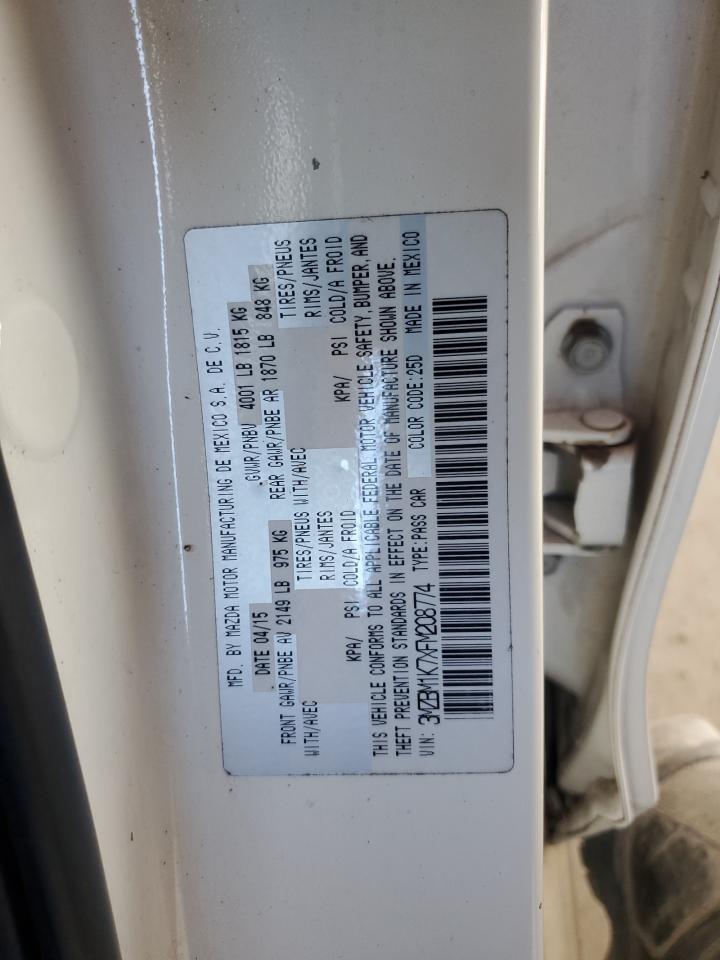 MFD. BY MAZDA MOTOR MANUFACTURING DE MEXICO S.A. DE C.V.
DATE 04/15 GVWR/PNBV 4001 LB 1815 KG
FRONT GAWR/PNBE AV 2149 LB 975 KG REAR GAWR/PNBE AR 1870 LB 848 KG
WITH/AVEC TIRES/PNEUS WITH/AVEC TIRES/PNEUS
RIMS/JANTES RIMS/JANTES
KPA/ PSI COLD/A FROID KPA/ PSI COLD/A FROID
THIS VEHICLE CONFORMS TO ALL APPLICABLE FEDERAL MOTOR VEHICLE SAFETY, BUMPER, AND
THEFT PREVENTION STANDARDS IN EFFECT ON THE DATE OF MANUFACTURE SHOWN ABOVE.
VIN: 3MZBM1K7XFM208774 TYPE:PASS CAR COLOR CODE:25D MADE IN MEXICO